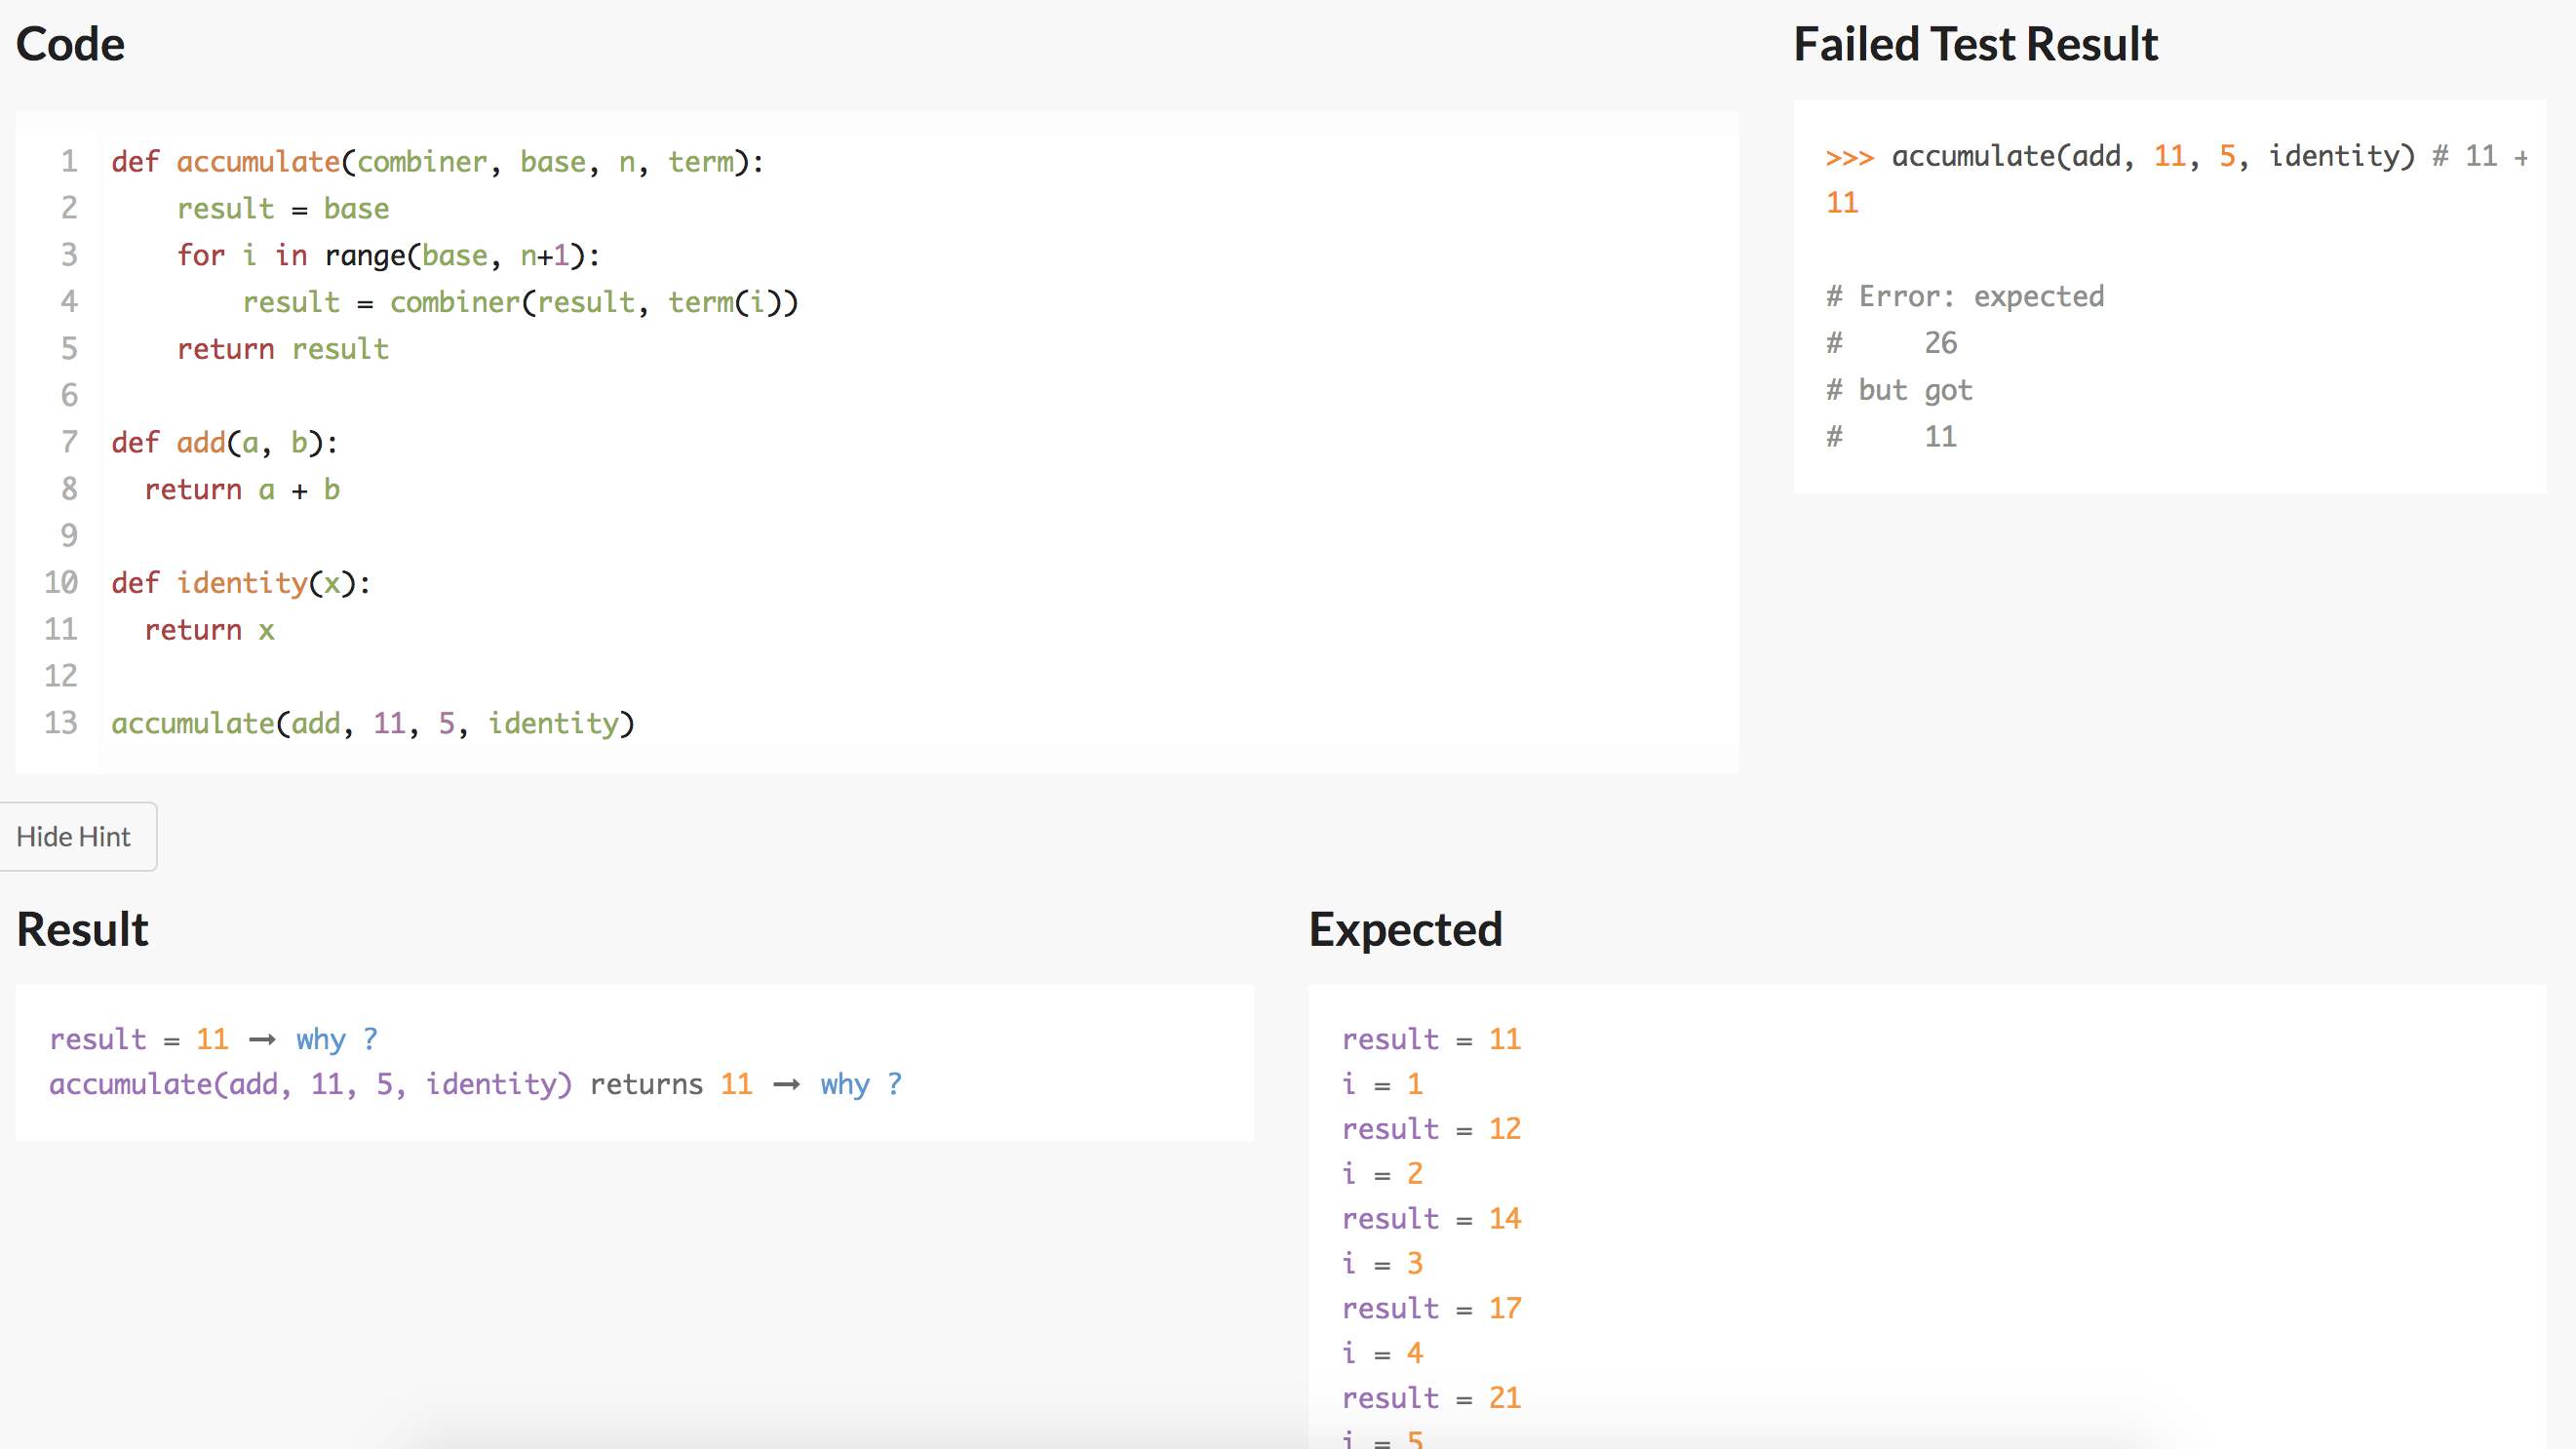 Code
1 def accumulate(combiner, base, n, term):
2     result = base
3     for i in range(base, n+1):
4         result = combiner(result, term(i))
5     return result
6
7 def add(a, b):
8   return a + b
9
10 def identity(x):
11   return x
12
13 accumulate(add, 11, 5, identity)
Failed Test Result
>>> accumulate(add, 11, 5, identity) # 11 +
11
# Error: expected
#     26
# but got
#     11
Hide Hint
Result
result = 11 → why ?
accumulate(add, 11, 5, identity) returns 11 → why ?
Expected
result = 11
i = 1
result = 12
i = 2
result = 14
i = 3
result = 17
i = 4
result = 21
i = 5